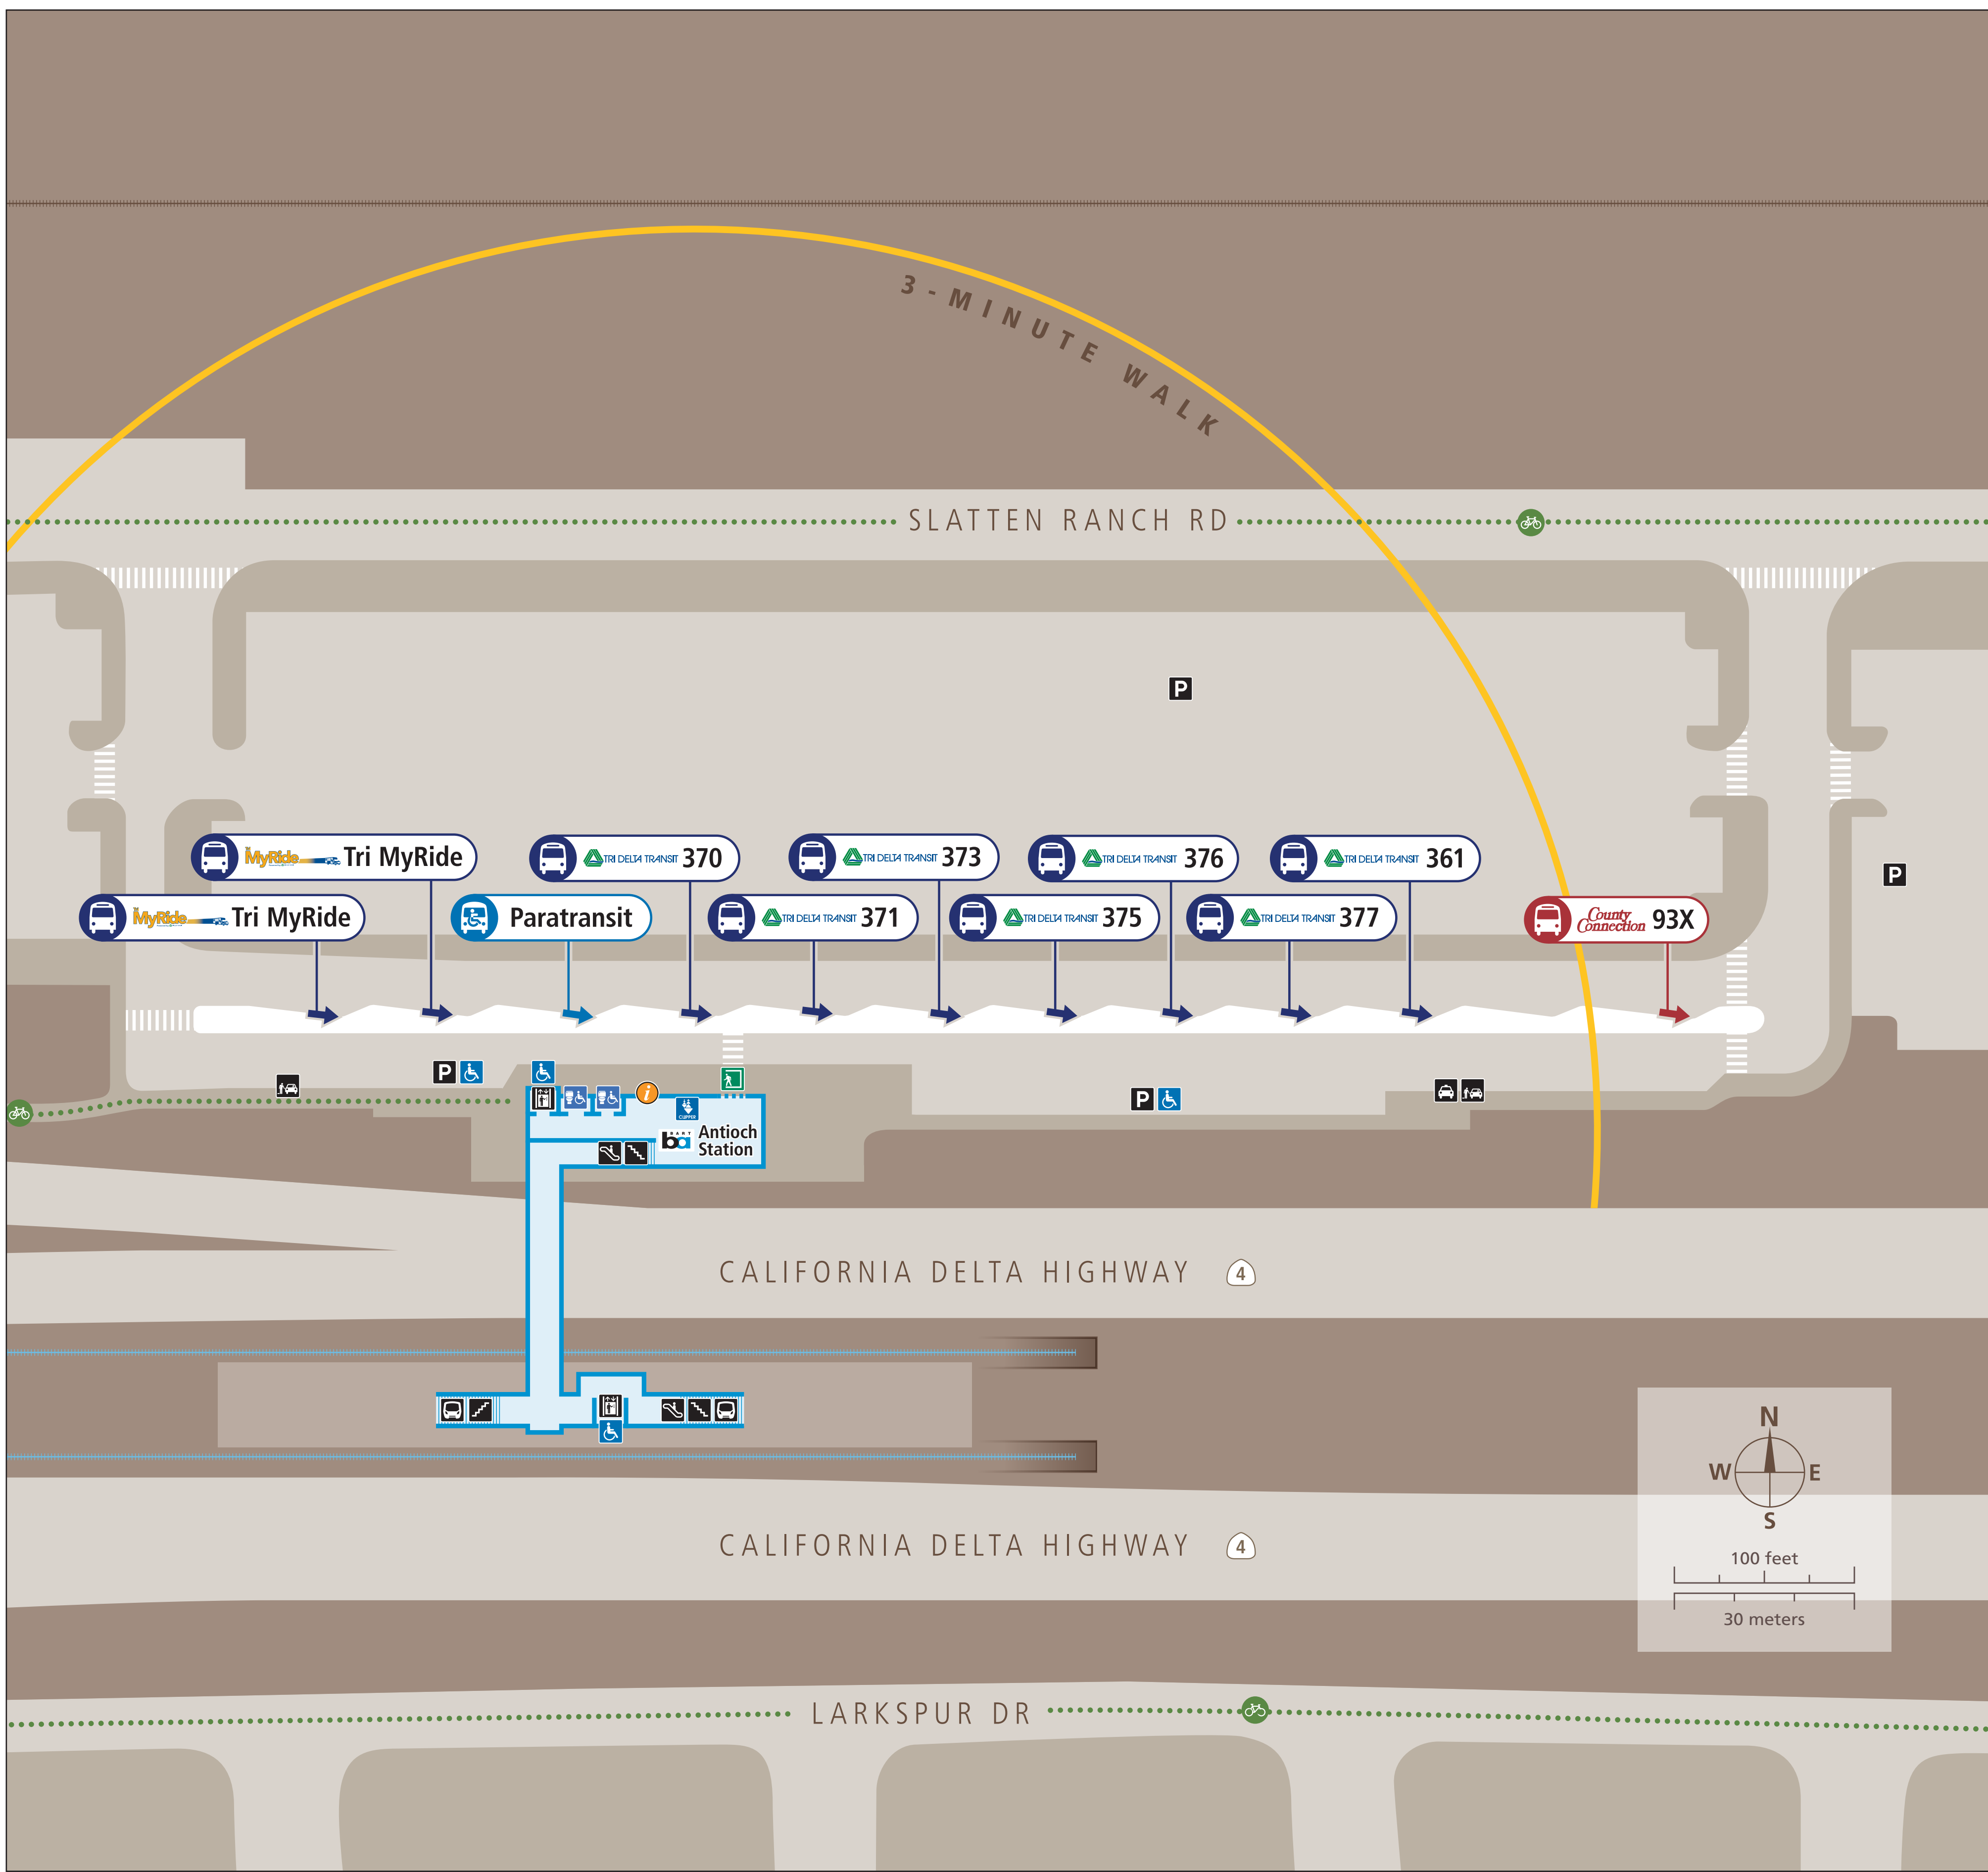 3-MINUTE WALK
SLATTEN RANCH RD
P
P
MyRide Tri MyRide
TRI DELTA TRANSIT 370
TRI DELTA TRANSIT 373
TRI DELTA TRANSIT 376
TRI DELTA TRANSIT 361
MyRide Tri MyRide
Paratransit
TRI DELTA TRANSIT 371
TRI DELTA TRANSIT 375
TRI DELTA TRANSIT 377
County
Connection 93X
P
P
i
CLIPPER
BART
ba Antioch
Station
CALIFORNIA DELTA HIGHWAY 4
N
W E
S
CALIFORNIA DELTA HIGHWAY 4
100 feet
30 meters
LARKSPUR DR